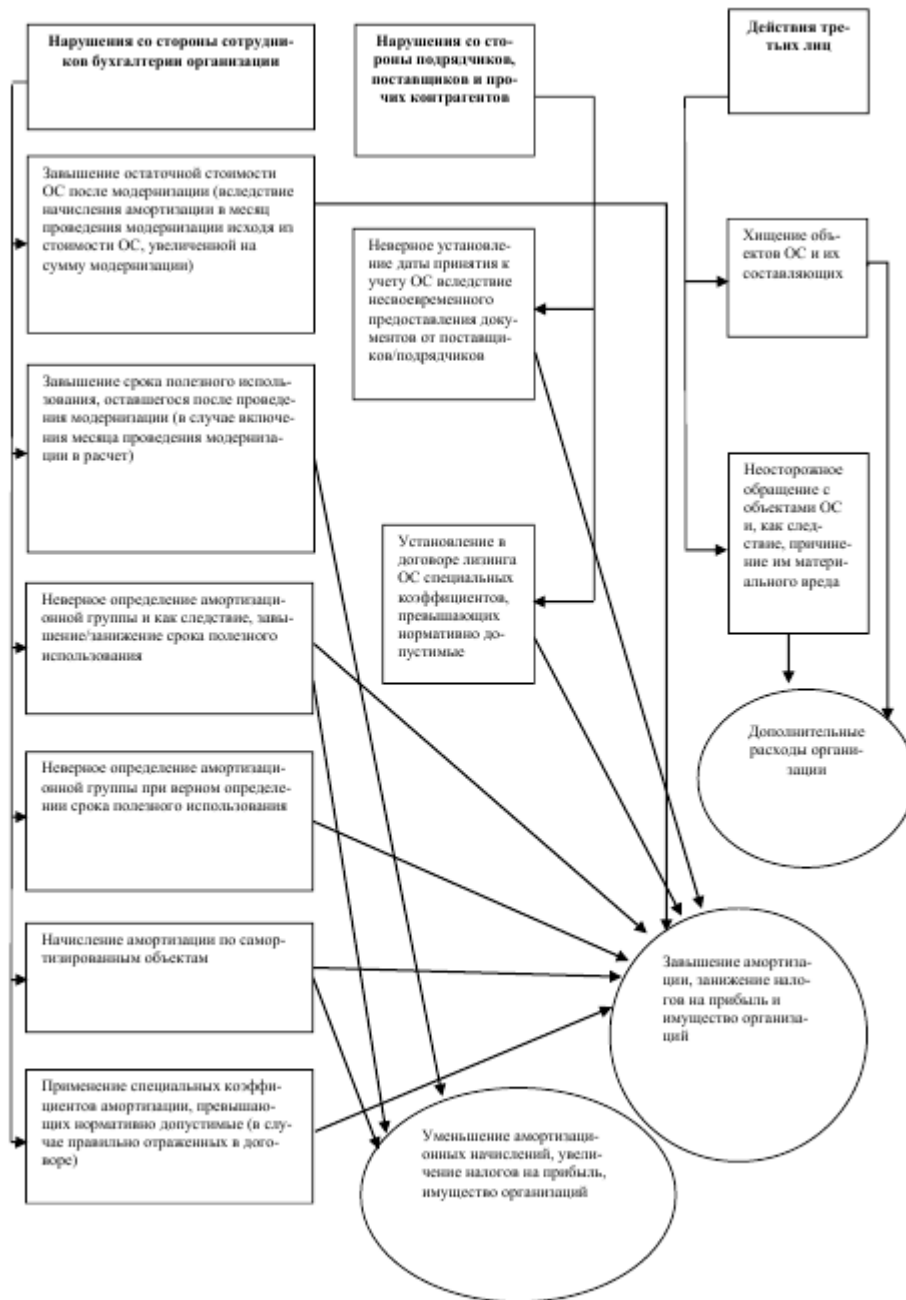 Нарушения со стороны сотрудни-
ков бухгалтерии организации
Нарушения со сто-
роны подрядчиков,
поставщиков и про-
чих контрагентов
Действия тре-
тьих лиц
Завышение остаточной стоимости
ОС после модернизации (вследствие
начисления амортизации в месяц
проведения модернизации исходя из
стоимости ОС, увеличенной на
сумму модернизации)
Неверное установле-
ние даты принятия к
учету ОС вследствие
несвоевременного
предоставления доку-
ментов от поставщи-
ков/подрядчиков
Хищение объ-
ектов ОС и их
составляющих
Завышение срока полезного исполь-
зования, оставшегося после прове-
дения модернизации (в случае включе-
ния месяца проведения модерниза-
ции в расчет)
Неосторожное
обращение с
объектами ОС
и, как след-
ствие, причине-
ние им матери-
ального вреда
Установление в
договоре лизинга
ОС специальных
коэффициентов,
превышающих
нормативно до-
пустимые
Неверное определение амортизаци-
онной группы и как следствие, завы-
шение/занижение срока полезного
использования
Дополнительные
расходы органи-
зации
Неверное определение амортизаци-
онной группы при верном определе-
нии срока полезного использования
Начисление амортизации по самор-
тизированным объектам
Завышение амортиза-
ции, занижение нало-
гов на прибыль и
имущество организа-
ций
Применение специальных коэффи-
циентов амортизации, превышаю-
щих нормативно допустимые (в слу-
чае правильно отраженных в дого-
воре)
Уменьшение амортизаци-
онных начислений, увели-
чение налогов на прибыль,
имущество организаций